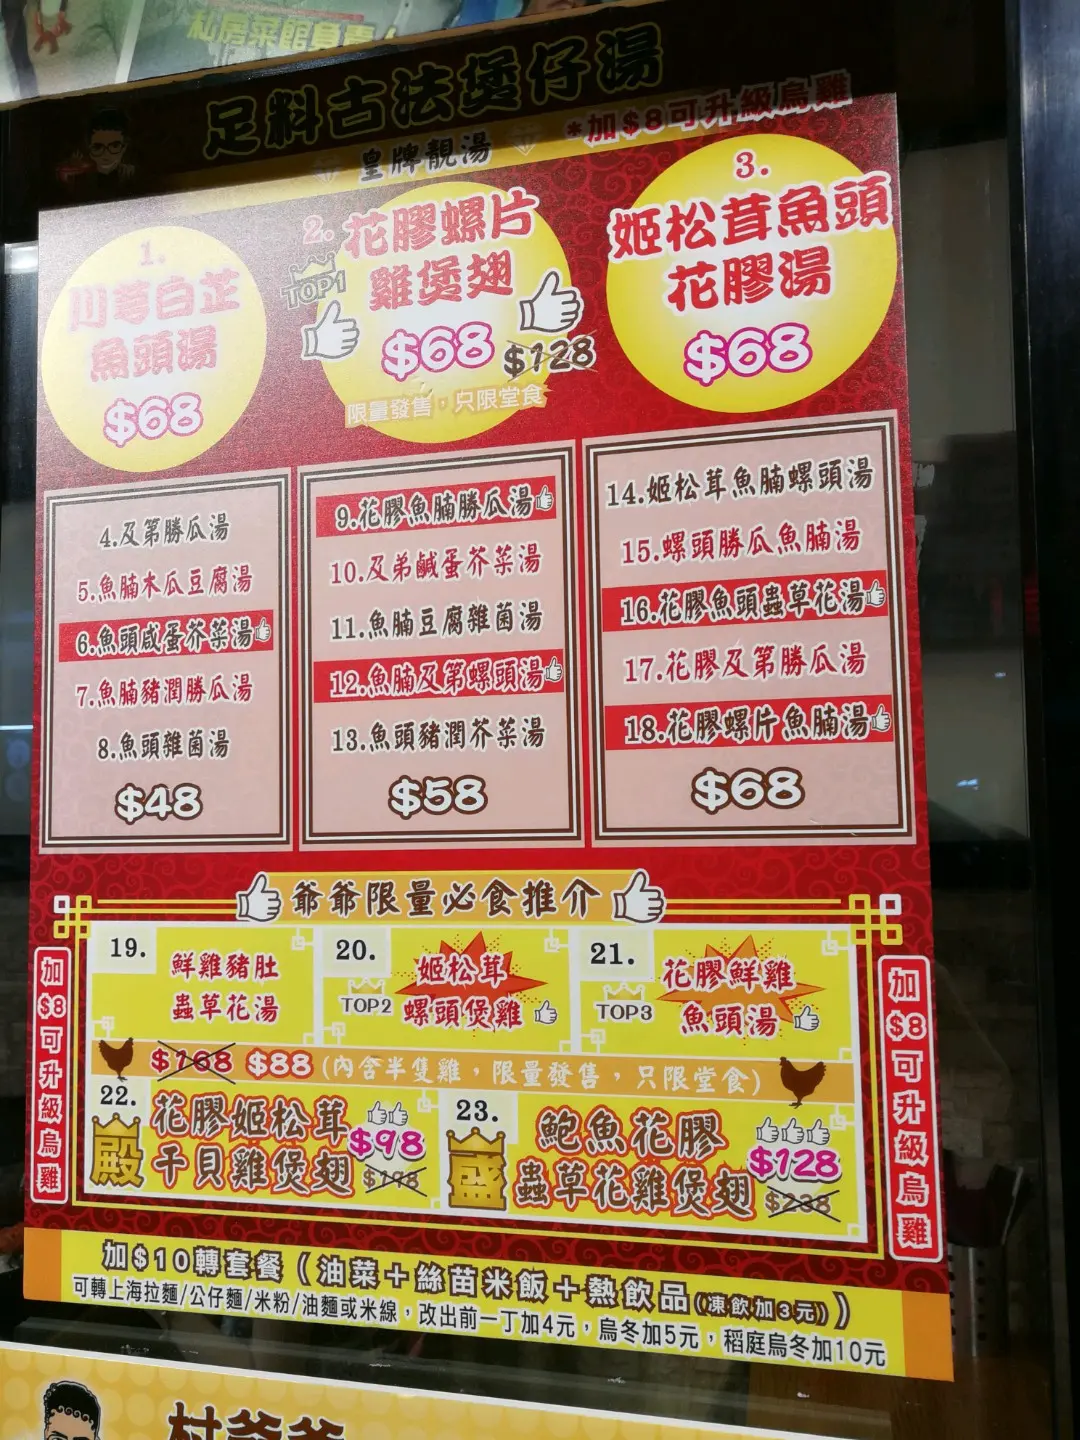 私房菜館負責人
足料古法煲仔湯
皇牌靚湯
*加$8可升級烏雞
1.
川芎白芷
魚頭湯
$68
2.
TOP1
花膠螺片
雞煲翅
$68
$128
限量發售，只限堂食
3.
姬松茸魚頭
花膠湯
$68
4.及第勝瓜湯
5.魚腩木瓜豆腐湯
6.魚頭咸蛋芥菜湯
7.魚腩豬潤勝瓜湯
8.魚頭雜菌湯
$48
9.花膠魚腩勝瓜湯
10.及弟鹹蛋芥菜湯
11.魚腩豆腐雜菌湯
12.魚腩及第螺頭湯
13.魚頭豬潤芥菜湯
$58
14.姬松茸魚腩螺頭湯
15.螺頭勝瓜魚腩湯
16.花膠魚頭蟲草花湯
17.花膠及第勝瓜湯
18.花膠螺片魚腩湯
$68
爺爺限量必食推介
加$8可升級烏雞
19.
鮮雞豬肚
蟲草花湯
20.
TOP2
姬松茸
螺頭煲雞
21.
TOP3
花膠鮮雞
魚頭湯
$168 $88 (內含半隻雞，限量發售，只限堂食)
22.
殿
花膠姬松茸
干貝雞煲翅
$98
$198
23.
盛
鮑魚花膠
蟲草花雞煲翅
$128
$238
加$8可升級烏雞
加$10轉套餐（油菜＋絲苗米飯＋熱飲品(凍飲加3元)）
可轉上海拉麵/公仔麵/米粉/油麵或米線，改出前一丁加4元，烏冬加5元，稻庭烏冬加10元
村爺爺